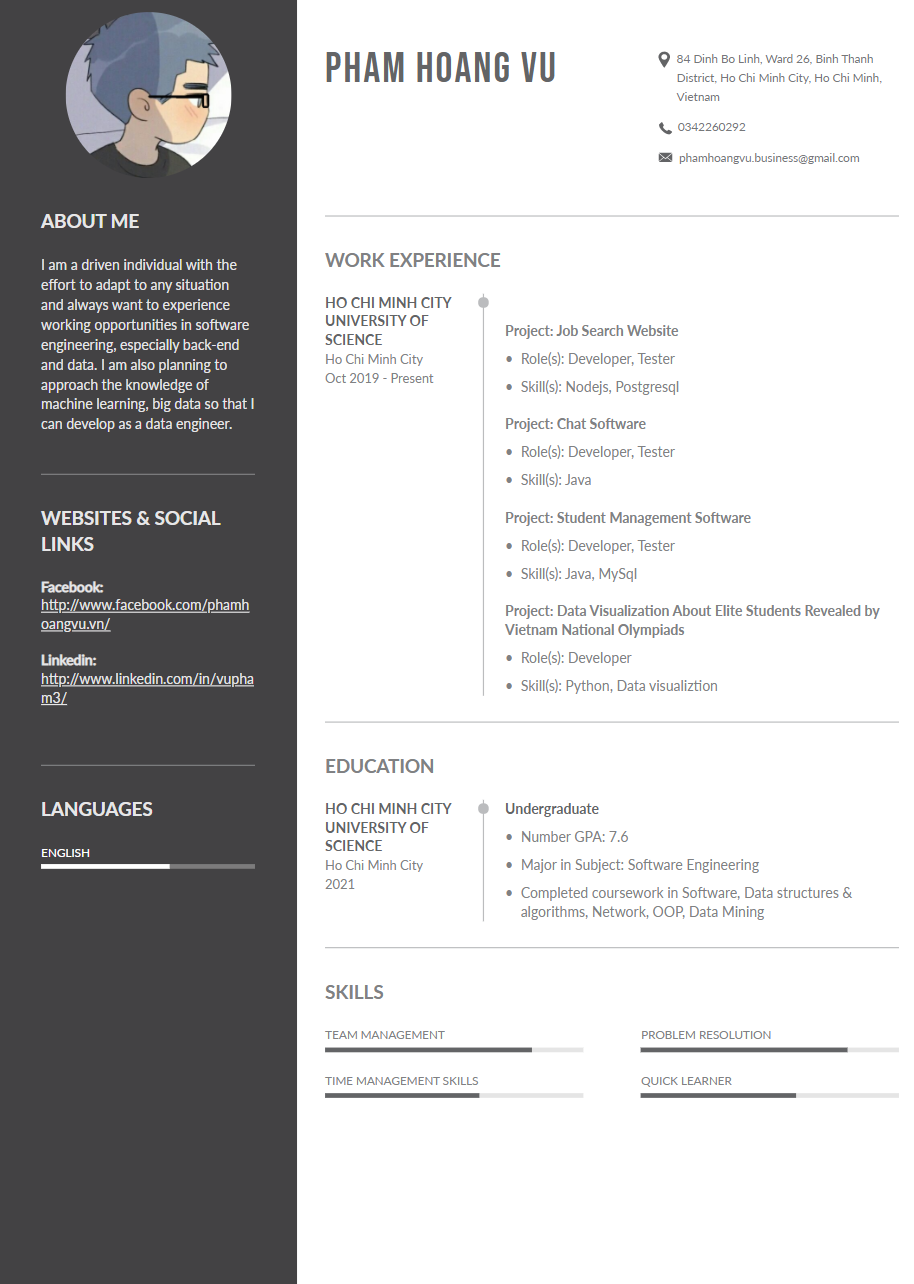 PHAM HOANG VU
84 Dinh Bo Linh, Ward 26, Binh Thanh
District, Ho Chi Minh City, Ho Chi Minh,
Vietnam
0342260292
phamhoangvu.business@gmail.com
ABOUT ME
I am a driven individual with the
effort to adapt to any situation
and always want to experience
working opportunities in software
engineering, especially back-end
and data. I am also planning to
approach the knowledge of
machine learning, big data so that I
can develop as a data engineer.
WEBSITES & SOCIAL
LINKS
Facebook:
http://www.facebook.com/phamh
oangvu.vn/
Linkedin:
http://www.linkedin.com/in/vupha
m3/
LANGUAGES
ENGLISH
WORK EXPERIENCE
HO CHI MINH CITY
UNIVERSITY OF
SCIENCE
Ho Chi Minh City
Oct 2019 - Present
Project: Job Search Website
• Role(s): Developer, Tester
• Skill(s): Nodejs, Postgresql
Project: Chat Software
• Role(s): Developer, Tester
• Skill(s): Java
Project: Student Management Software
• Role(s): Developer, Tester
• Skill(s): Java, MySql
Project: Data Visualization About Elite Students Revealed by
Vietnam National Olympiads
• Role(s): Developer
• Skill(s): Python, Data visualiztion
EDUCATION
HO CHI MINH CITY
UNIVERSITY OF
SCIENCE
Ho Chi Minh City
2021
Undergraduate
• Number GPA: 7.6
• Major in Subject: Software Engineering
• Completed coursework in Software, Data structures &
algorithms, Network, OOP, Data Mining
SKILLS
TEAM MANAGEMENT
PROBLEM RESOLUTION
TIME MANAGEMENT SKILLS
QUICK LEARNER